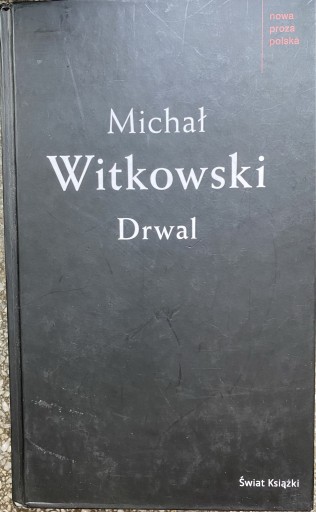 nowa
proza
polska
Michał
Witkowski
Drwal
Świat Książki